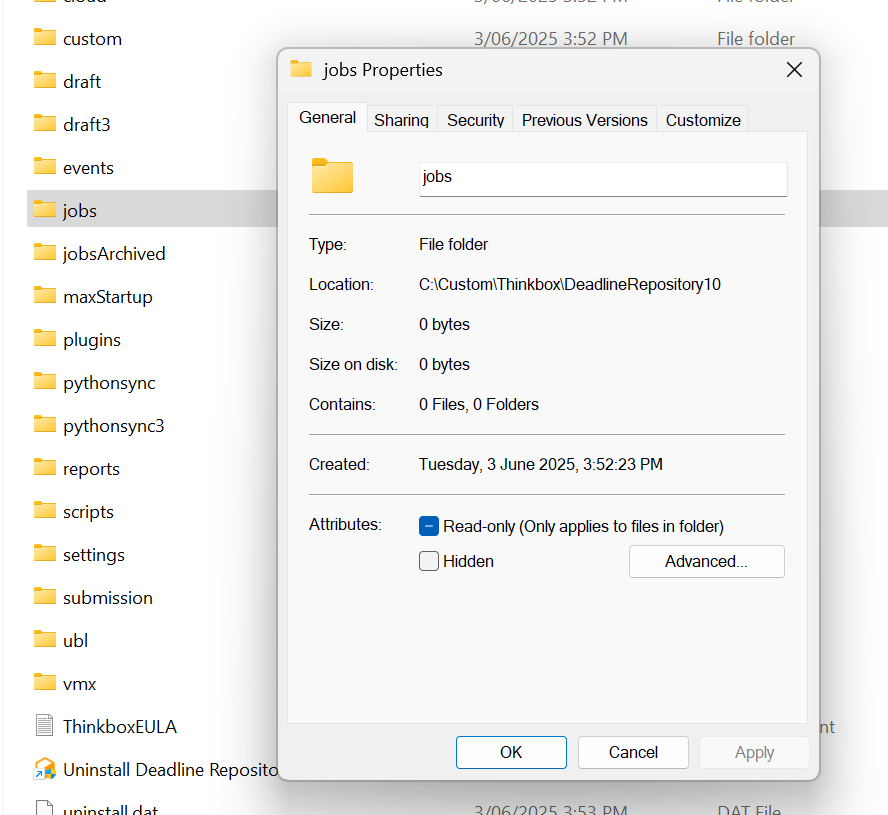 cloud 3/06/2025 3:52 PM File folder
custom 3/06/2025 3:52 PM File folder
jobs Properties
draft
General Sharing Security Previous Versions Customize
draft3
events
jobs
jobs
jobsArchived
Type: File folder
maxStartup
Location: C:\Custom\Thinkbox\DeadlineRepository10
plugins
Size: 0 bytes
pythonsync
Size on disk: 0 bytes
pythonsync3
Contains: 0 Files, 0 Folders
reports
Created: Tuesday, 3 June 2025, 3:52:23 PM
scripts
Attributes: Read-only (Only applies to files in folder)
settings
Hidden Advanced...
submission
ubl
vmx
ThinkboxEULA nt
OK Cancel Apply
Uninstall Deadline Reposito
uninstall.dat 3/06/2025 3:53 PM DAT File